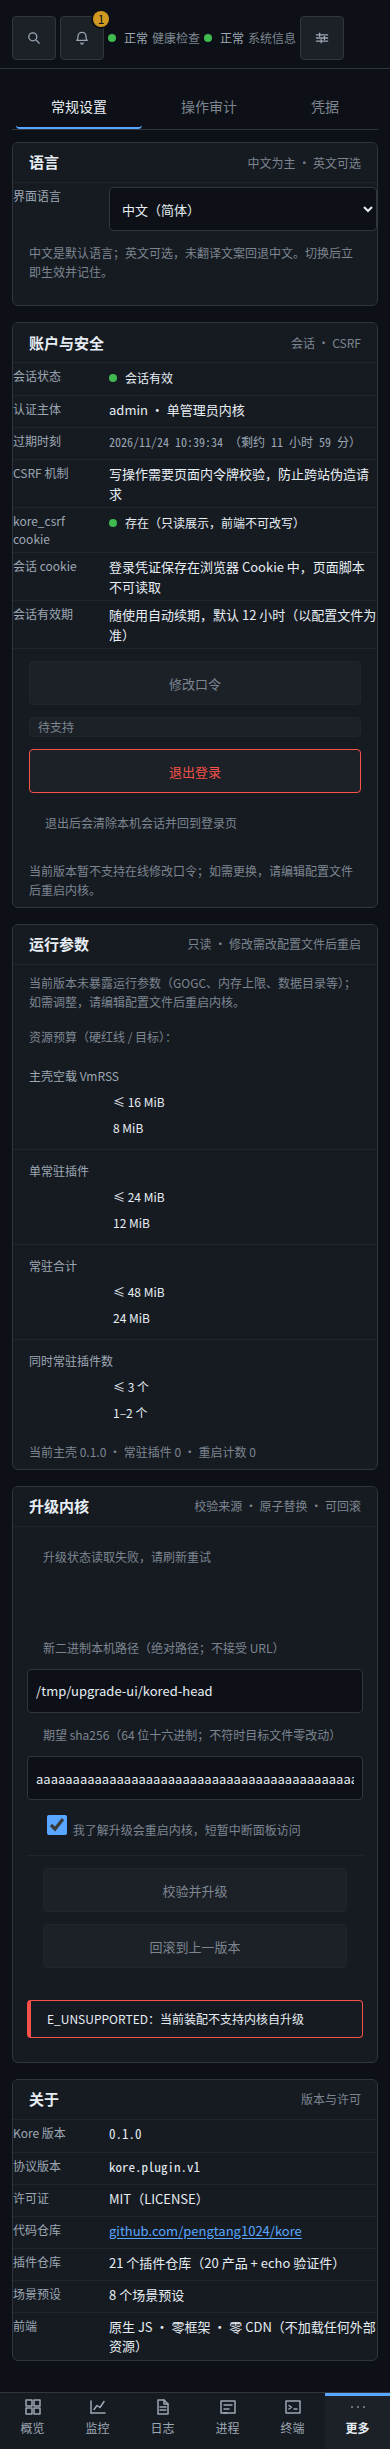 1
正常 健康检查 正常 系统信息
常规设置 操作审计 凭据
语言 中文为主 · 英文可选
界面语言 中文（简体）
中文是默认语言；英文可选，未翻译文案回退中文。切换后立
即生效并记住。
账户与安全 会话 · CSRF
会话状态 会话有效
认证主体 admin · 单管理员内核
过期时刻 2026/11/24 10:39:34 （剩约 11 小时 59 分）
CSRF 机制 写操作需要页面内令牌校验，防止跨站伪造请
求
kore_csrf
cookie 存在（只读展示，前端不可改写）
会话 cookie 登录凭证保存在浏览器 Cookie 中，页面脚本
不可读取
会话有效期 随使用自动续期，默认 12 小时（以配置文件为
准）
修改口令
待支持
退出登录
退出后会清除本机会话并回到登录页
当前版本暂不支持在线修改口令；如需更换，请编辑配置文件
后重启内核。
运行参数 只读 · 修改需改配置文件后重启
当前版本未暴露运行参数（GOGC、内存上限、数据目录等）；
如需调整，请编辑配置文件后重启内核。
资源预算（硬红线 / 目标）：
主壳空载 VmRSS
≤ 16 MiB
8 MiB
单常驻插件
≤ 24 MiB
12 MiB
常驻合计
≤ 48 MiB
24 MiB
同时常驻插件数
≤ 3 个
1–2 个
当前主壳 0.1.0 · 常驻插件 0 · 重启计数 0
升级内核 校验来源 · 原子替换 · 可回滚
升级状态读取失败，请刷新重试
新二进制本机路径（绝对路径；不接受 URL）
/tmp/upgrade-ui/kored-head
期望 sha256（64 位十六进制；不符时目标文件零改动）
aaaaaaaaaaaaaaaaaaaaaaaaaaaaaaaaaaaaaaaaaaaa
我了解升级会重启内核，短暂中断面板访问
校验并升级
回滚到上一版本
E_UNSUPPORTED：当前装配不支持内核自升级
关于 版本与许可
Kore 版本 0.1.0
协议版本 kore.plugin.v1
许可证 MIT（LICENSE）
代码仓库 github.com/pengtang1024/kore
插件仓库 21 个插件仓库（20 产品 + echo 验证件）
场景预设 8 个场景预设
前端 原生 JS · 零框架 · 零 CDN（不加载任何外部
资源）
概览 监控 日志 进程 终端 更多